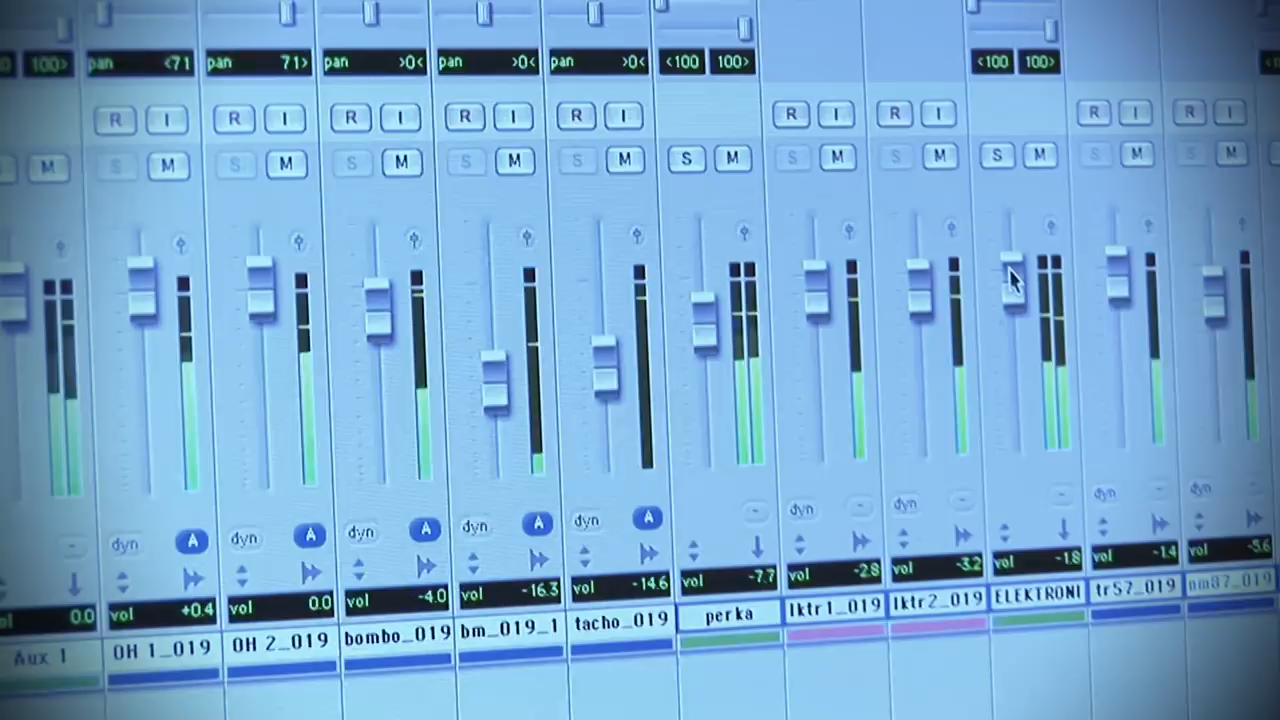 100> pan <71 pan 71> pan >0< pan >0< pan >0< <100 100> <100 100>
R I R I R I R I R I R I R I R I R I
M S M S M S M S M S M S M S M S M S M S M S M
dyn A dyn A dyn A dyn A dyn A - dyn - dyn - - dyn - dyn -
0.0 vol +0.4 vol 0.0 vol -4.0 vol -16.3 vol -14.6 vol -7.7 vol -2.8 vol -3.2 vol -1.8 vol -1.4 vol -5.6
Aux 1 OH 1_019 OH 2_019 bombo_019 bm_019_1 tacho_019 perka lktr1_019 lktr2_019 ELEKTRONI tr57_019 nm87_019